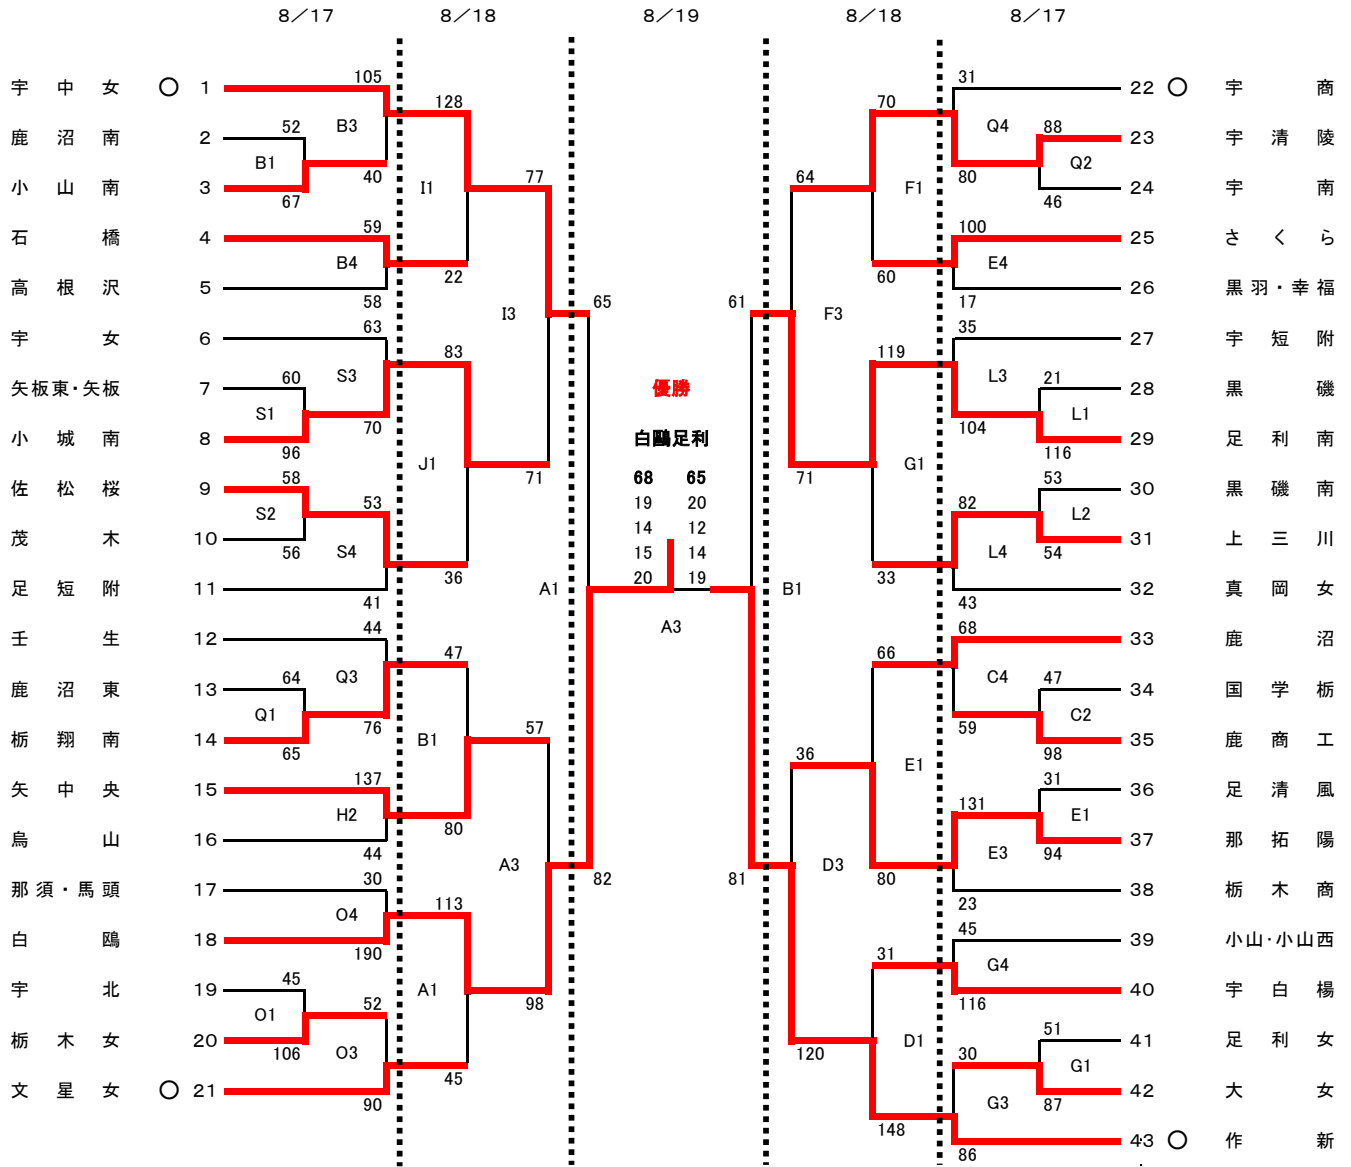 8／17 8／18 8／19 8／18 8／17
105 31
宇中女 ○ 1 128 70 22 ○ 宇商
52 B3 Q4 88
鹿沼南 2 23 宇清陵
B1 Q2
40 77 64 80
小山南 3 I1 F1 24 宇南
67 46
59 100
石橋 4 25 さくら
B4 E4
22 60
高根沢 5 26 黒羽・幸福
58 I3 65 61 F3 17
63 35
宇女 6 83 119 27 宇短附
60 S3 L3 21
矢板東・矢板 7 優勝 28 黒磯
S1 L1
70 104
小城南 8 白鷗足利 29 足利南
96 J1 G1 116
58 71 68 65 71 53
佐松桜 9 53 19 20 82 30 黒磯南
S2 14 12 L2
茂木 10 31 上三川
56 S4 15 14 L4 54
36 20 19 33
足短附 11 A1 B1 32 真岡女
41 43
44 A3 68
壬生 12 47 66 33 鹿沼
64 Q3 C4 47
鹿沼東 13 34 国学栃
Q1 C2
76 57 59
栃翔南 14 B1 35 鹿商工
65 36 E1 98
137 131 31
矢中央 15 36 足清風
H2 E1
80
烏山 16 37 那拓陽
44 A3 D3 E3 94
30 82 81 80
那須・馬頭 17 113 38 栃木商
O4 23
45
白鷗 18 31 39 小山・小山西
190 G4
45 A1 98
宇北 19 52 116 40 宇白楊
O1 51
栃木女 20 120 D1 30 41 足利女
106 O3 G1
45
文星女 ○ 21 G3 42 大女
90 87
148
43 ○ 作新
86